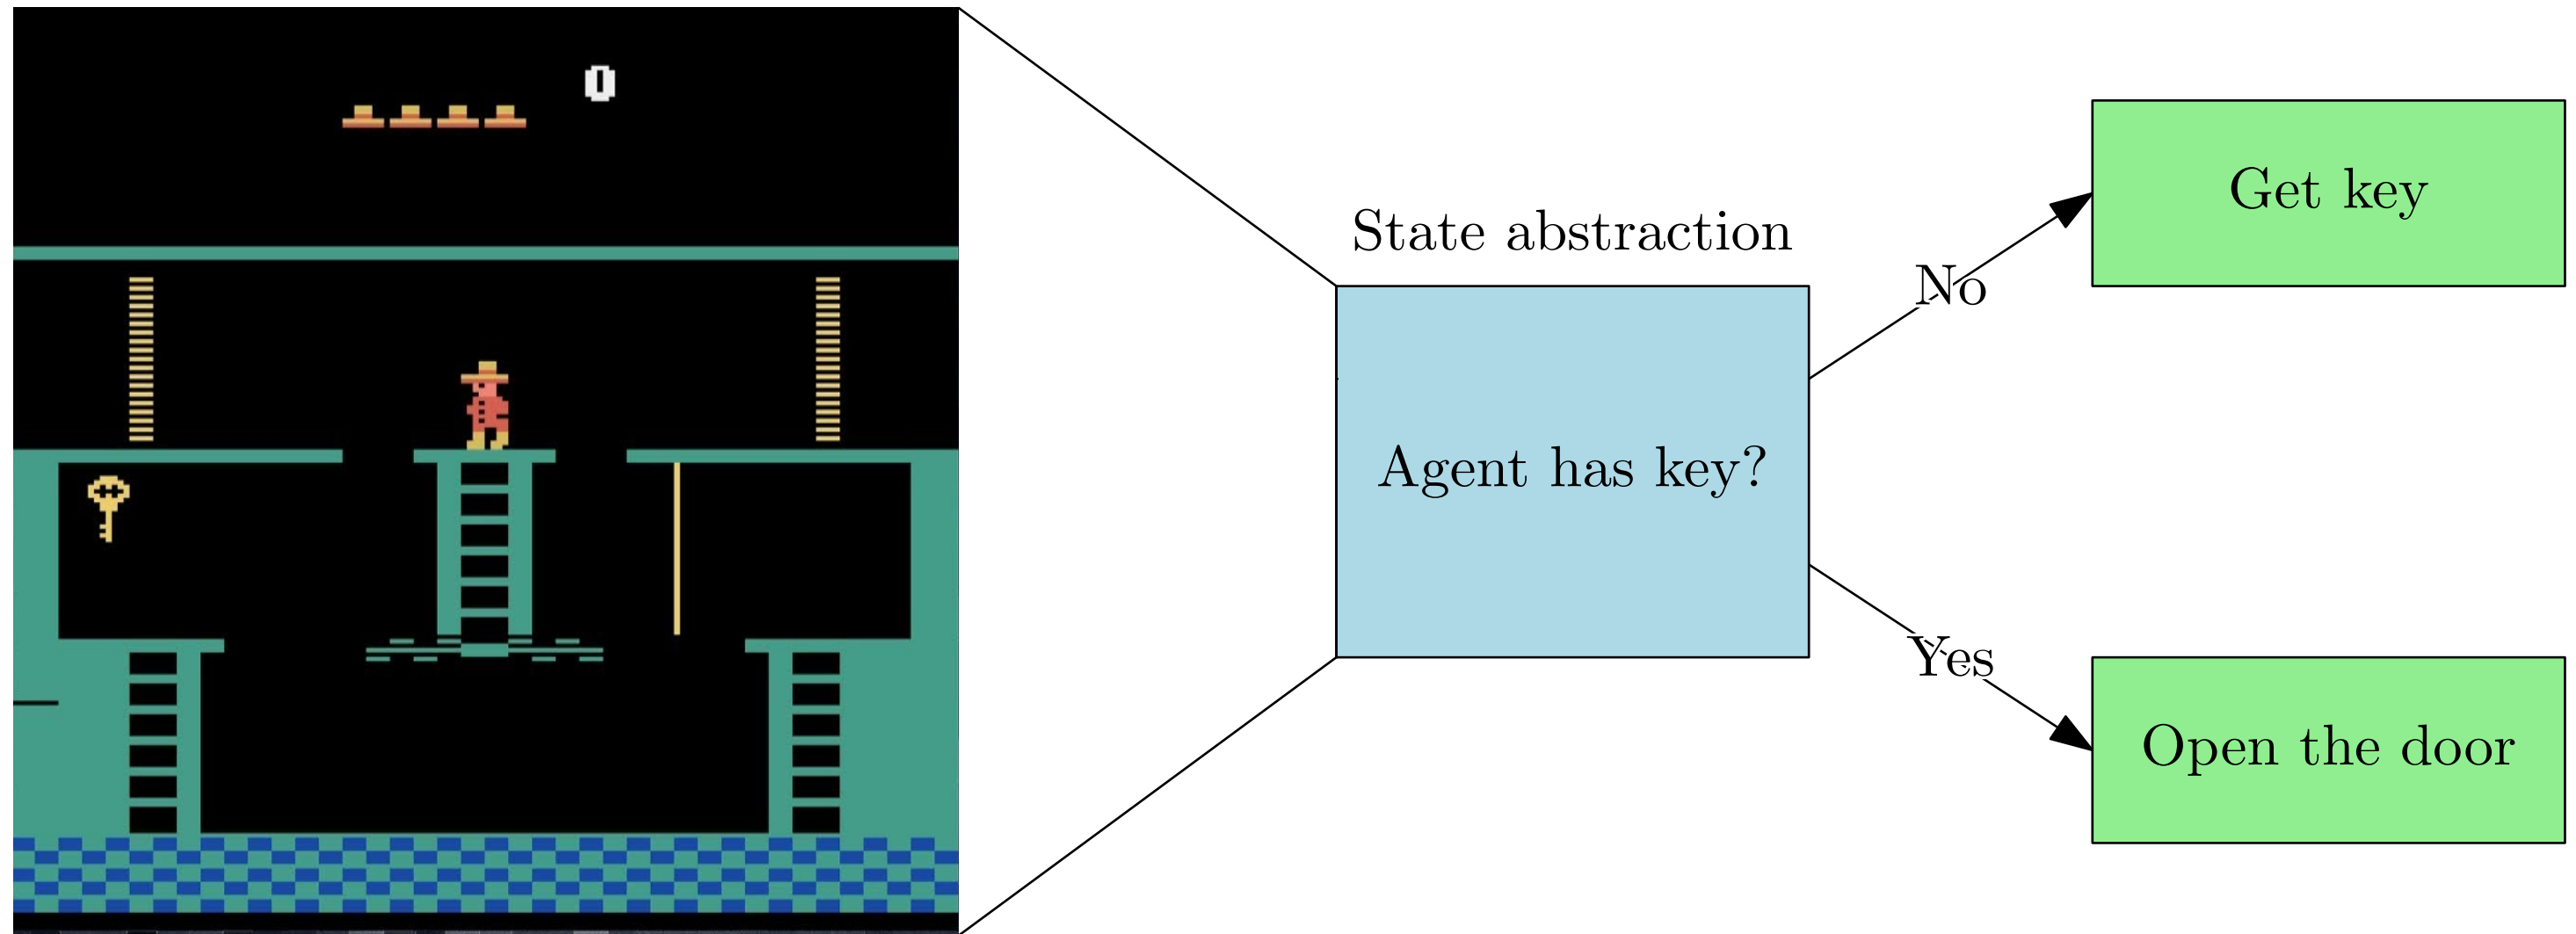 0
State abstraction
Agent has key?
No
Get key
Yes
Open the door